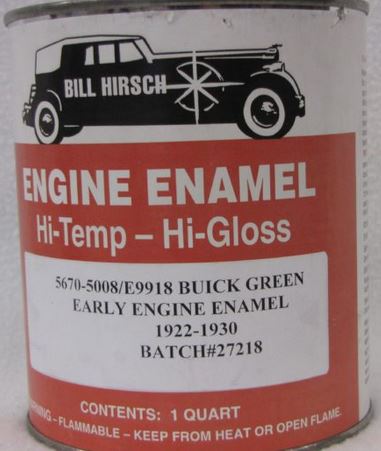 BILL HIRSCH
ENGINE ENAMEL
Hi-Temp – Hi-Gloss
5670-5008/E9918 BUICK GREEN
EARLY ENGINE ENAMEL
1922-1930
BATCH#27218
CONTENTS: 1 QUART
– FLAMMABLE – KEEP FROM HEAT OR OPEN FLAME